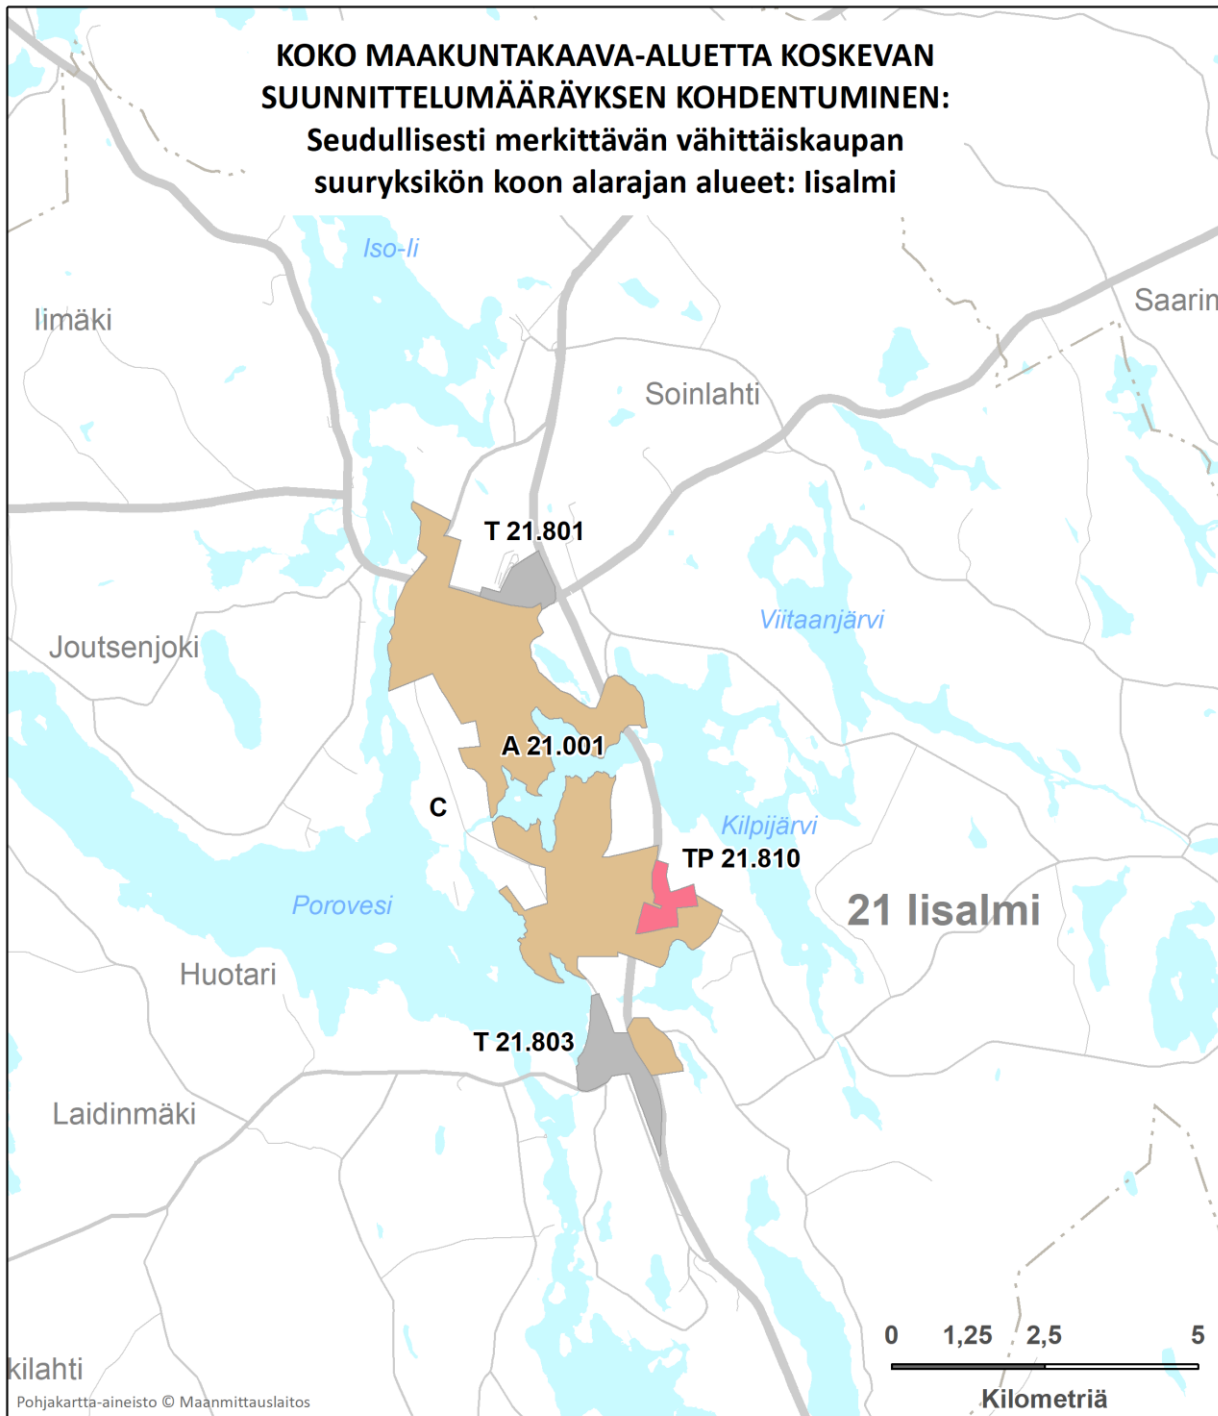 KOKO MAAKUNTAKAAVA-ALUETTA KOSKEVAN
SUUNNITTELUMÄÄRÄYKSEN KOHDENTUMINEN:
Seudullisesti merkittävän vähittäiskaupan
suuryksikön koon alarajan alueet: Iisalmi
Iso-Ii
Iimäki
Saarim
Soinlahti
T 21.801
Viitaanjärvi
Joutsenjoki
A 21.001
C
Kilpijärvi
TP 21.810
Porovesi
21 Iisalmi
Huotari
T 21.803
Laidinmäki
0 1,25 2,5 5
Kilometriä
kilahti
Pohjakartta-aineisto © Maanmittauslaitos